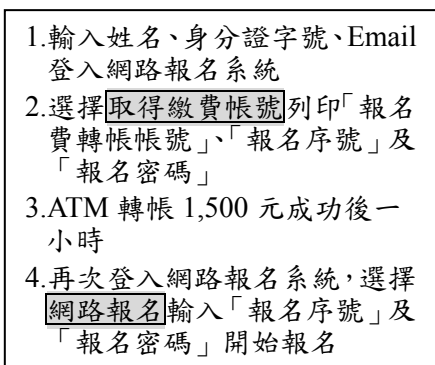 1.輸入姓名、身分證字號、Email
登入網路報名系統
2.選擇取得繳費帳號列印「報名
費轉帳帳號」、「報名序號」及
「報名密碼」
3.ATM 轉帳 1,500 元成功後一
小時
4.再次登入網路報名系統，選擇
網路報名輸入「報名序號」及
「報名密碼」開始報名